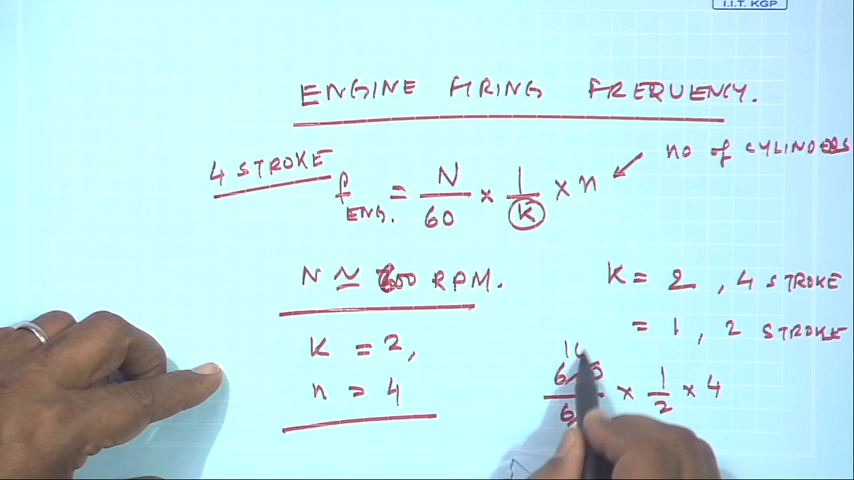 I.I.T. KGP
ENGINE FIRING FREQUENCY.
4 STROKE
f ENG. = N/60 × 1/K × n
no of CYLINDERS
N ≃ 600 RPM.
K = 2, 4 STROKE
= 1, 2 STROKE
K = 2,
n = 4
× 1/2 × 4